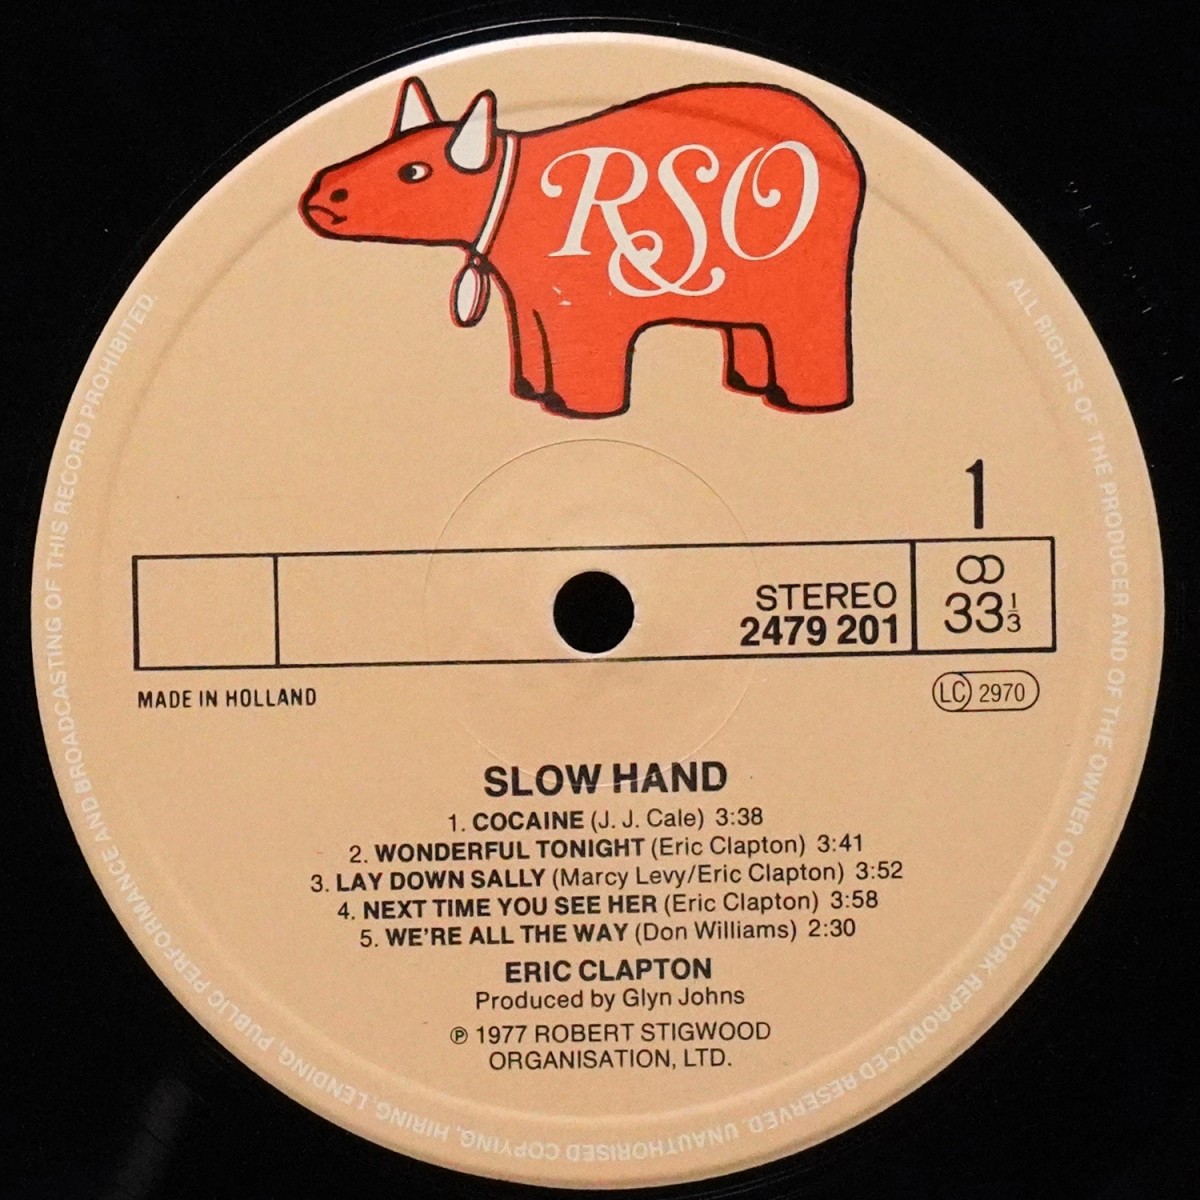 RSO
1
STEREO
2479 201
33 1/3
MADE IN HOLLAND
LC 2970
SLOW HAND
1. COCAINE (J. J. Cale) 3:38
2. WONDERFUL TONIGHT (Eric Clapton) 3:41
3. LAY DOWN SALLY (Marcy Levy/Eric Clapton) 3:52
4. NEXT TIME YOU SEE HER (Eric Clapton) 3:58
5. WE'RE ALL THE WAY (Don Williams) 2:30
ERIC CLAPTON
Produced by Glyn Johns
℗ 1977 ROBERT STIGWOOD
ORGANISATION, LTD.
ALL RIGHTS OF THE PRODUCER AND OF THE OWNER OF THE WORK REPRODUCED RESERVED. UNAUTHORISED COPYING, HIRING, LENDING, PUBLIC PERFORMANCE AND BROADCASTING OF THIS RECORD PROHIBITED.